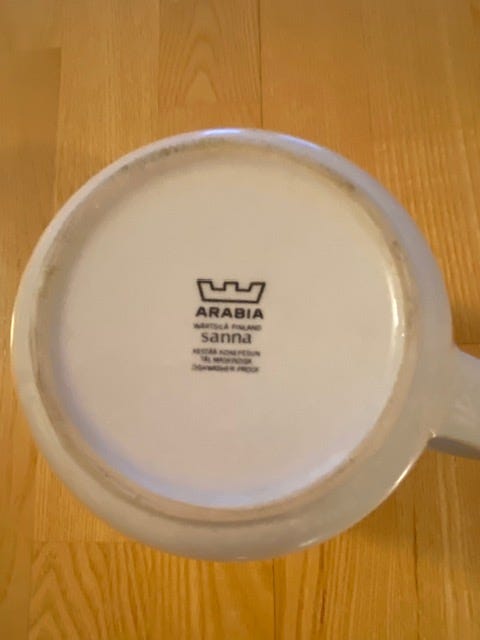 ARABIA
WÄRTSILÄ FINLAND
sanna
KESTÄÄ KONEPESUN
TÅL MASKINDISK
DISHWASHER PROOF